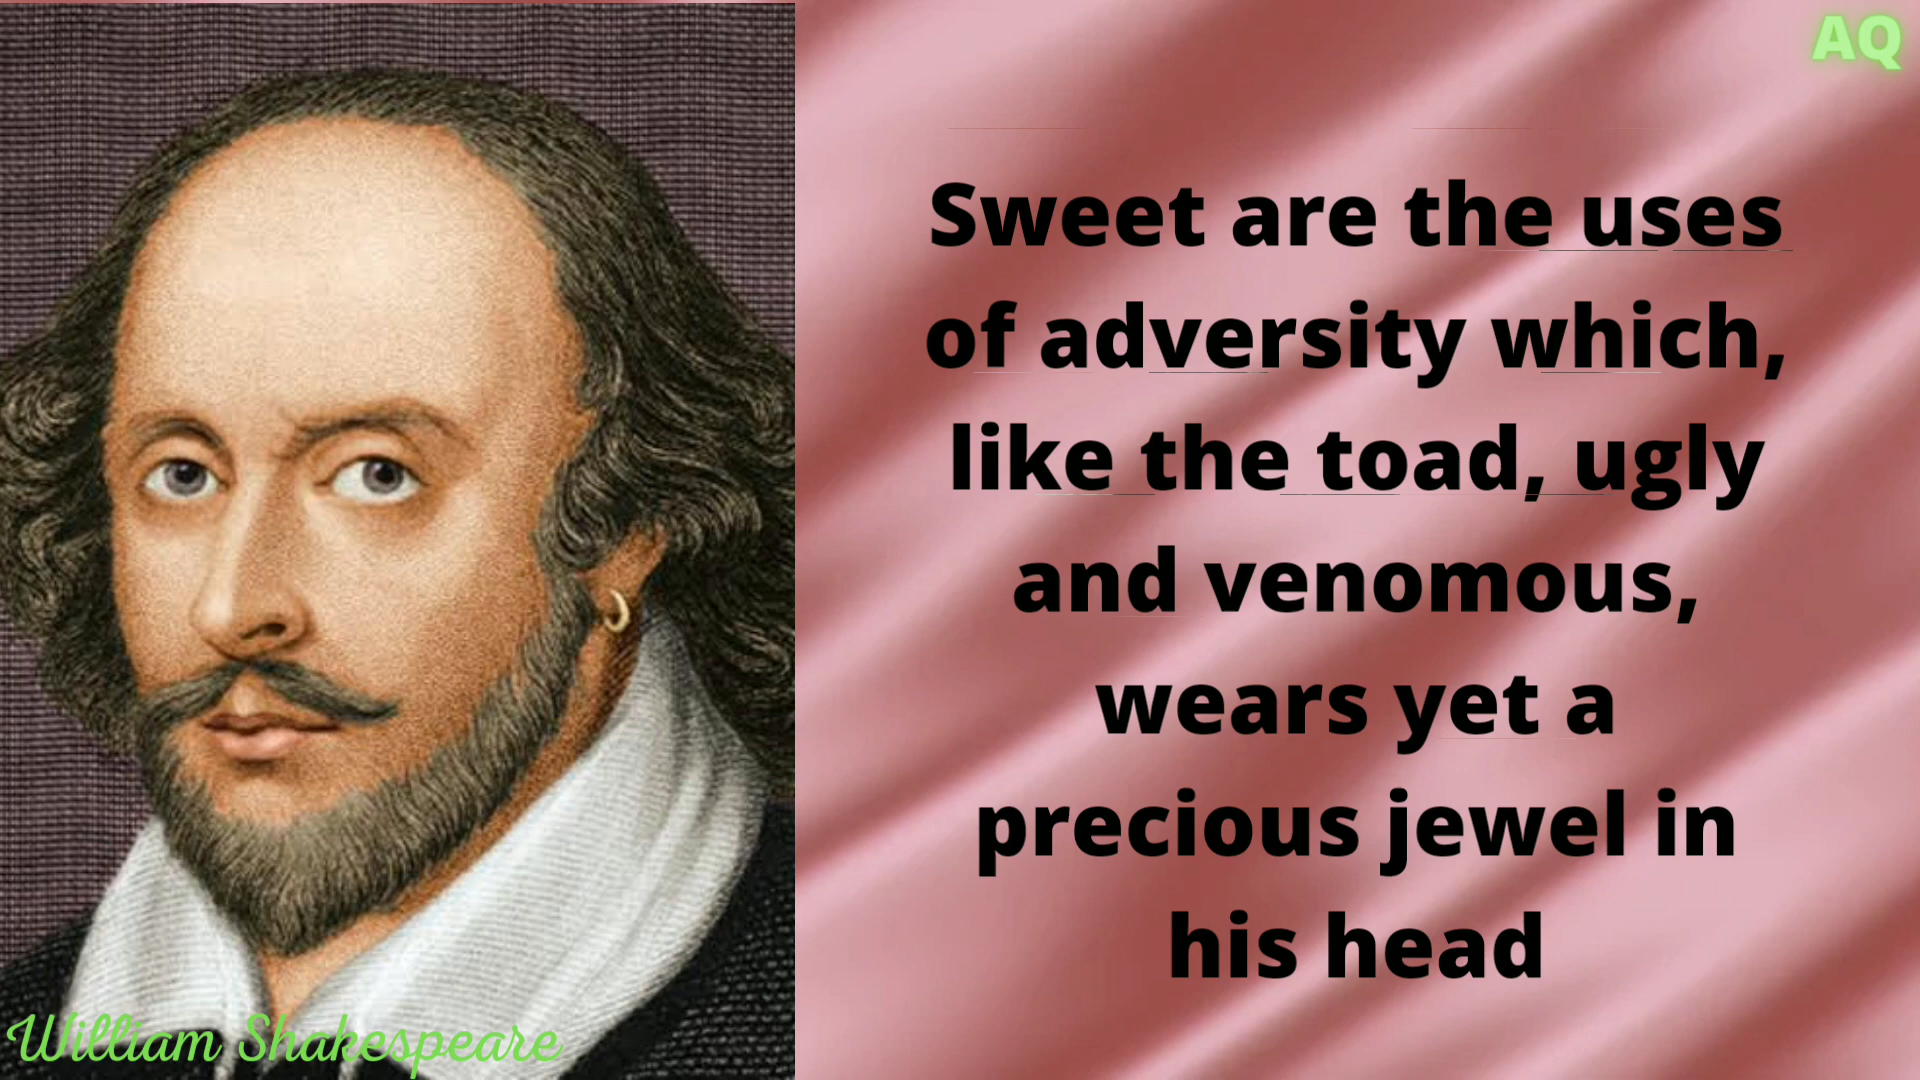 AQ
Sweet are the uses
of adversity which,
like the toad, ugly
and venomous,
wears yet a
precious jewel in
his head
William Shakespeare